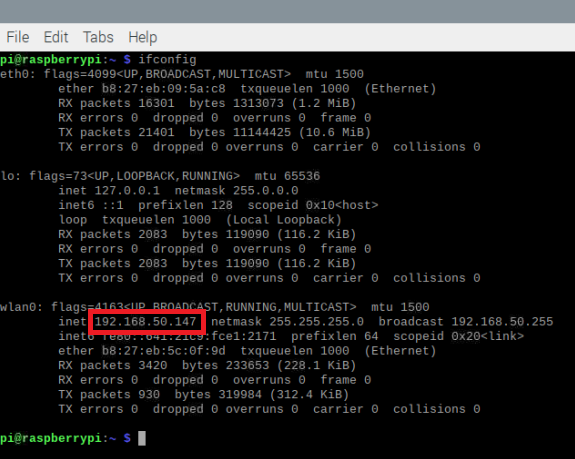 File Edit Tabs Help
pi@raspberrypi:~ $ ifconfig
eth0: flags=4099<UP,BROADCAST,MULTICAST>  mtu 1500
        ether b8:27:eb:09:5a:c8  txqueuelen 1000  (Ethernet)
        RX packets 16301  bytes 1313073 (1.2 MiB)
        RX errors 0  dropped 0  overruns 0  frame 0
        TX packets 21401  bytes 11144425 (10.6 MiB)
        TX errors 0  dropped 0 overruns 0  carrier 0  collisions 0
lo: flags=73<UP,LOOPBACK,RUNNING>  mtu 65536
        inet 127.0.0.1  netmask 255.0.0.0
        inet6 ::1  prefixlen 128  scopeid 0x10<host>
        loop  txqueuelen 1000  (Local Loopback)
        RX packets 2083  bytes 119090 (116.2 KiB)
        RX errors 0  dropped 0  overruns 0  frame 0
        TX packets 2083  bytes 119090 (116.2 KiB)
        TX errors 0  dropped 0 overruns 0  carrier 0  collisions 0
wlan0: flags=4163<UP,BROADCAST,RUNNING,MULTICAST>  mtu 1500
        inet 192.168.50.147  netmask 255.255.255.0  broadcast 192.168.50.255
        inet6 prefixlen 64  scopeid 0x20<link>
        ether b8:27:eb:5c:0f:9d  txqueuelen 1000  (Ethernet)
        RX packets 3420  bytes 233653 (228.1 KiB)
        RX errors 0  dropped 0  overruns 0  frame 0
        TX packets 930  bytes 319984 (312.4 KiB)
        TX errors 0  dropped 0 overruns 0  carrier 0  collisions 0
pi@raspberrypi:~ $